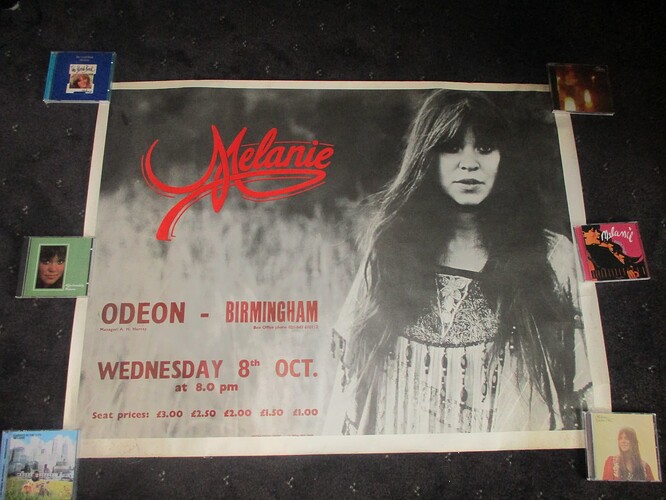 Melanie
ODEON - BIRMINGHAM
WEDNESDAY 8th OCT.
at 8.0 pm
Seat prices: £3.00 £2.50 £2.00 £1.50 £1.00
Melanie